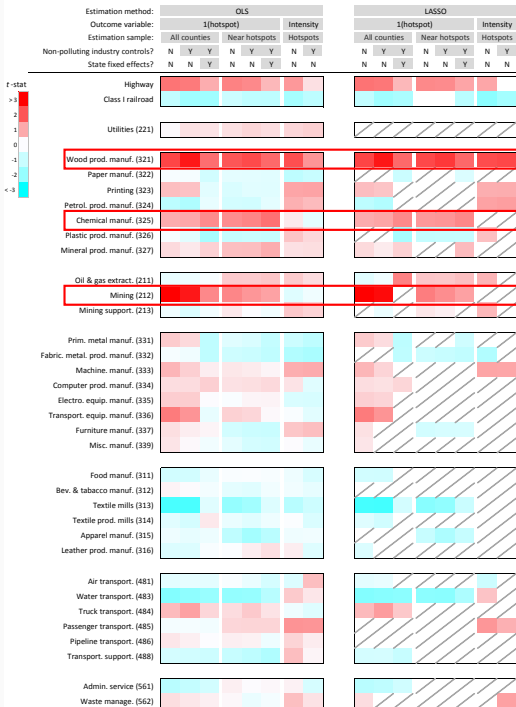 Estimation method: OLS LASSO
Outcome variable: 1(hotspot) Intensity 1(hotspot) Intensity
Estimation sample: All counties Near hotspots Hotspots All counties Near hotspots Hotspots
Non-polluting industry controls? N Y Y N Y Y N Y N Y Y N Y Y N Y
State fixed effects? N N Y N N Y N N N N Y N N Y N N
t-stat
> 3
2
1
0
-1
-2
< -3
Highway
Class I railroad
Utilities (221)
Wood prod. manuf. (321)
Paper manuf. (322)
Printing (323)
Petrol. prod. manuf. (324)
Chemical manuf. (325)
Plastic prod. manuf. (326)
Mineral prod. manuf. (327)
Oil & gas extract. (211)
Mining (212)
Mining support. (213)
Prim. metal manuf. (331)
Fabric. metal. prod. manuf. (332)
Machine. manuf. (333)
Computer prod. manuf. (334)
Electro. equip. manuf. (335)
Transport. equip. manuf. (336)
Furniture manuf. (337)
Misc. manuf. (339)
Food manuf. (311)
Bev. & tabacco manuf. (312)
Textile mills (313)
Textile prod. mills (314)
Apparel manuf. (315)
Leather prod. manuf. (316)
Air transport. (481)
Water transport. (483)
Truck transport. (484)
Passenger transport. (485)
Pipeline transport. (486)
Transport. support. (488)
Admin. service (561)
Waste manage. (562)